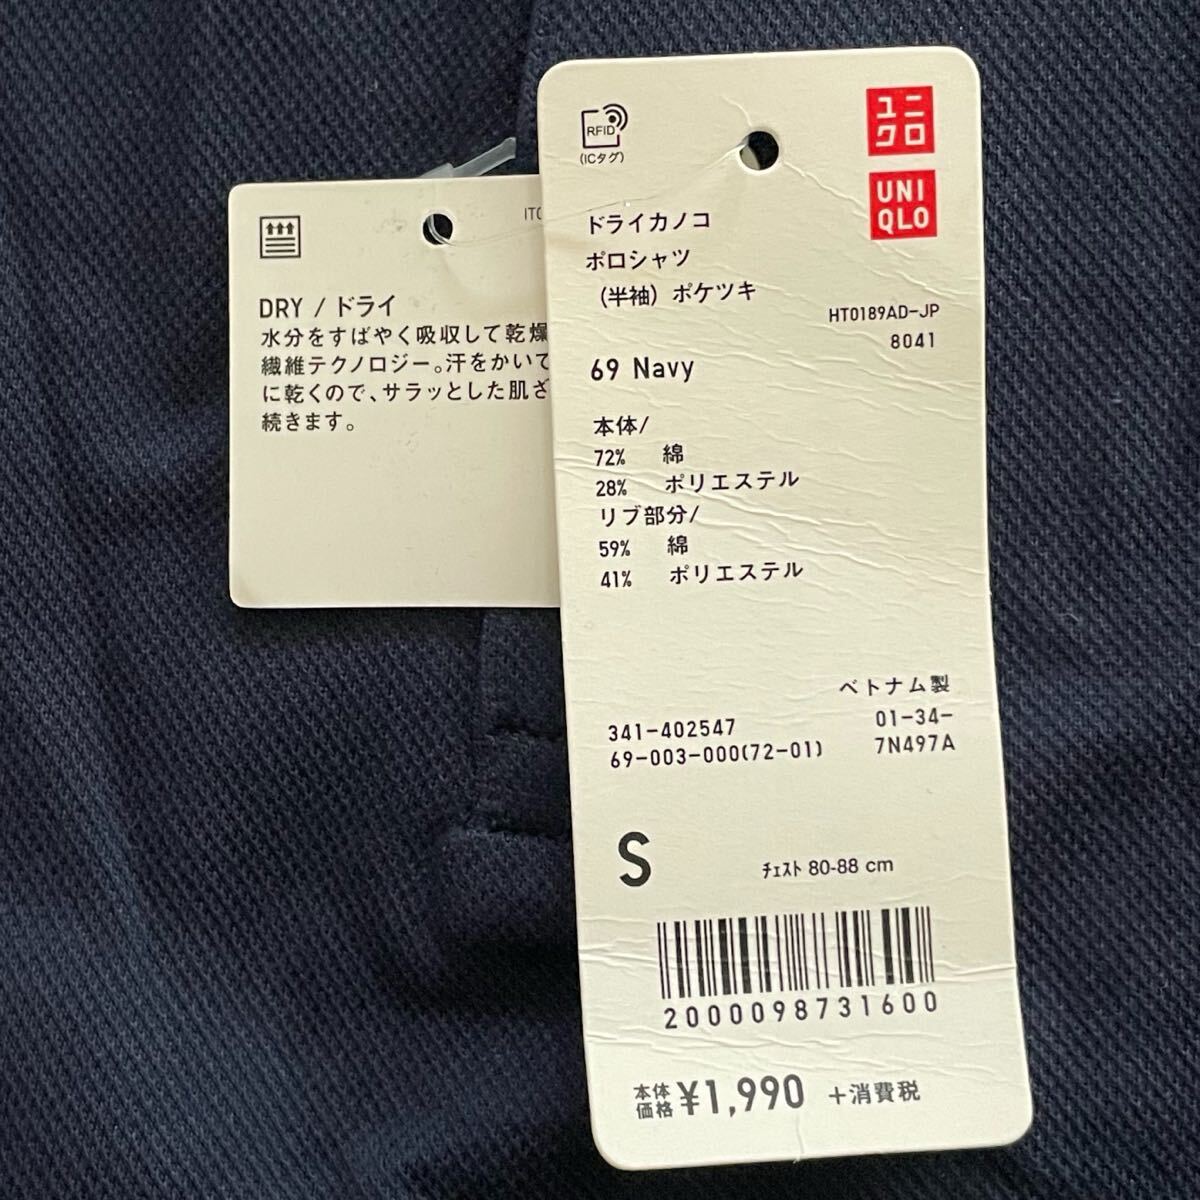 DRY / ドライ
水分をすばやく吸収して乾燥
繊維テクノロジー。汗をかいて
に乾くので、サラッとした肌ざ
続きます。
RFID
(ICタグ)
ユニ
クロ
UNI
QLO
ドライカノコ
ポロシャツ
(半袖) ポケツキ
HT0189AD-JP
8041
69 Navy
本体/
72% 綿
28% ポリエステル
リブ部分/
59% 綿
41% ポリエステル
ベトナム製
341-402547 01-34-
69-003-000(72-01) 7N497A
S
チェスト 80-88 cm
2000098731600
本体
価格 ¥1,990 +消費税